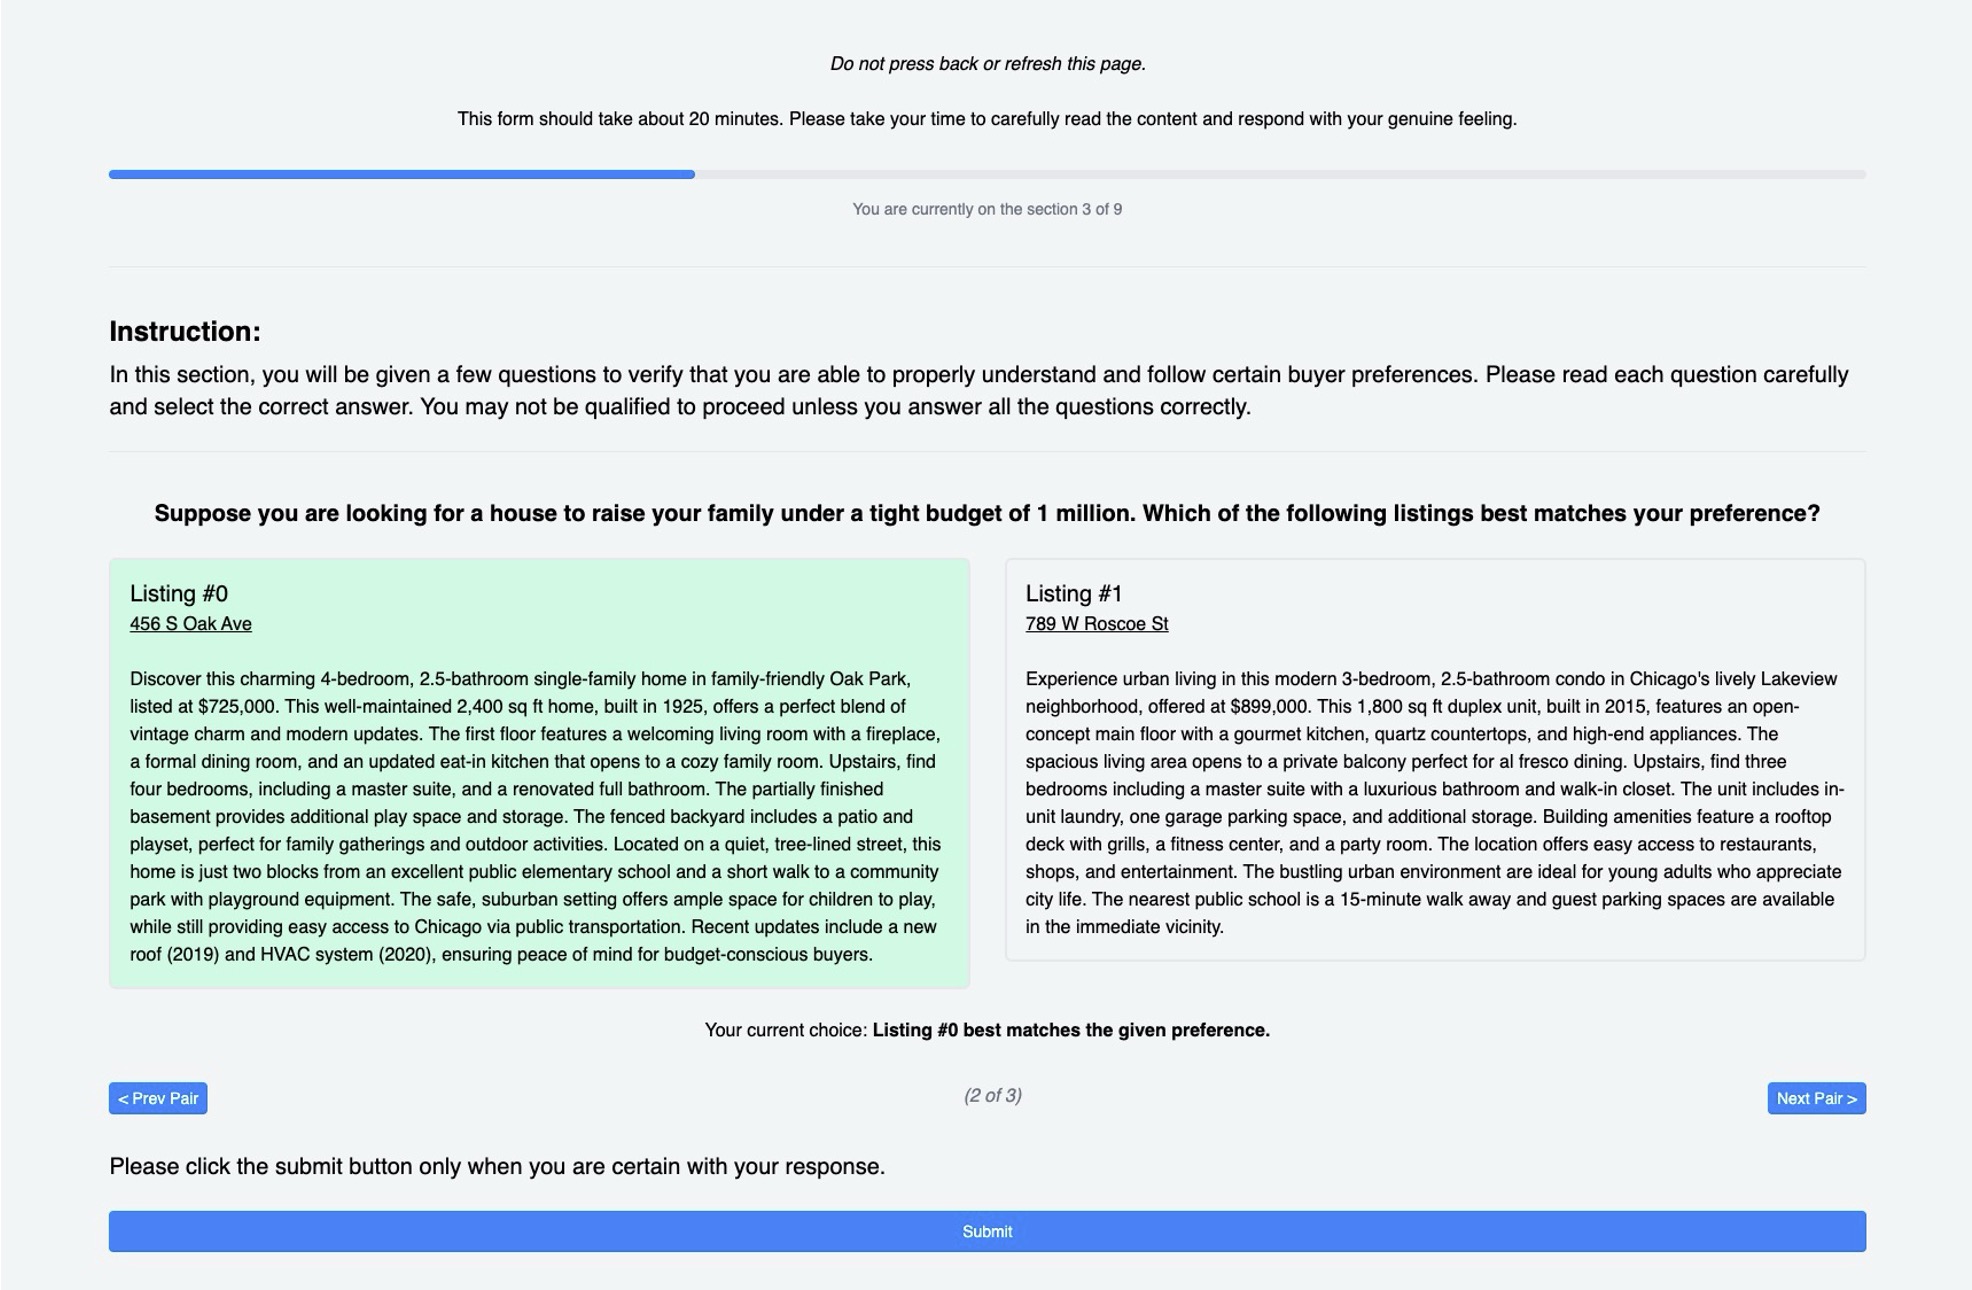 Do not press back or refresh this page.
This form should take about 20 minutes. Please take your time to carefully read the content and respond with your genuine feeling.
You are currently on the section 3 of 9
Instruction:
In this section, you will be given a few questions to verify that you are able to properly understand and follow certain buyer preferences. Please read each question carefully
and select the correct answer. You may not be qualified to proceed unless you answer all the questions correctly.
Suppose you are looking for a house to raise your family under a tight budget of 1 million. Which of the following listings best matches your preference?
Listing #0
456 S Oak Ave
Discover this charming 4-bedroom, 2.5-bathroom single-family home in family-friendly Oak Park,
listed at $725,000. This well-maintained 2,400 sq ft home, built in 1925, offers a perfect blend of
vintage charm and modern updates. The first floor features a welcoming living room with a fireplace,
a formal dining room, and an updated eat-in kitchen that opens to a cozy family room. Upstairs, find
four bedrooms, including a master suite, and a renovated full bathroom. The partially finished
basement provides additional play space and storage. The fenced backyard includes a patio and
playset, perfect for family gatherings and outdoor activities. Located on a quiet, tree-lined street, this
home is just two blocks from an excellent public elementary school and a short walk to a community
park with playground equipment. The safe, suburban setting offers ample space for children to play,
while still providing easy access to Chicago via public transportation. Recent updates include a new
roof (2019) and HVAC system (2020), ensuring peace of mind for budget-conscious buyers.
Listing #1
789 W Roscoe St
Experience urban living in this modern 3-bedroom, 2.5-bathroom condo in Chicago's lively Lakeview
neighborhood, offered at $899,000. This 1,800 sq ft duplex unit, built in 2015, features an open-
concept main floor with a gourmet kitchen, quartz countertops, and high-end appliances. The
spacious living area opens to a private balcony perfect for al fresco dining. Upstairs, find three
bedrooms including a master suite with a luxurious bathroom and walk-in closet. The unit includes in-
unit laundry, one garage parking space, and additional storage. Building amenities feature a rooftop
deck with grills, a fitness center, and a party room. The location offers easy access to restaurants,
shops, and entertainment. The bustling urban environment are ideal for young adults who appreciate
city life. The nearest public school is a 15-minute walk away and guest parking spaces are available
in the immediate vicinity.
Your current choice: Listing #0 best matches the given preference.
< Prev Pair
(2 of 3)
Next Pair >
Please click the submit button only when you are certain with your response.
Submit